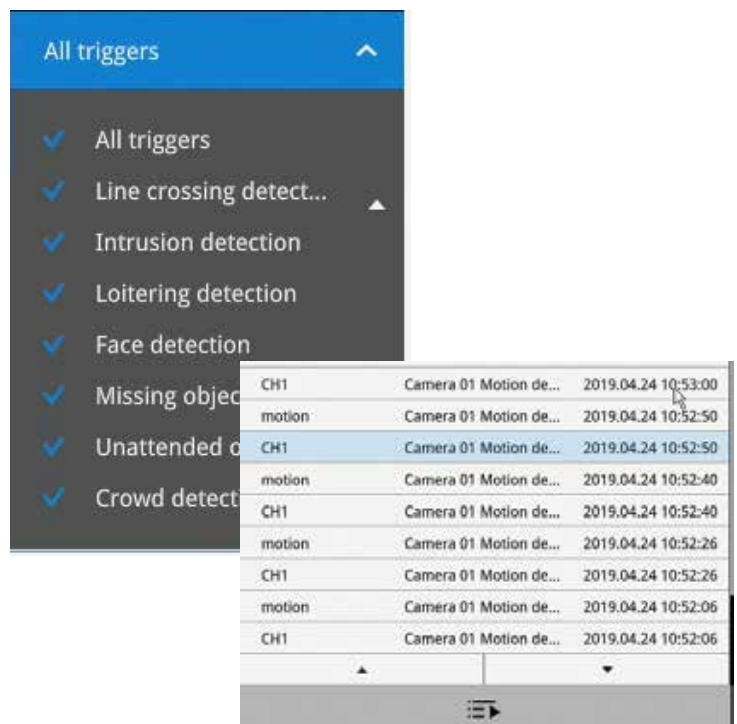 All triggers
All triggers
Line crossing detect...
Intrusion detection
Loitering detection
Face detection
Missing objec
Unattended o
Crowd detect
CH1 Camera 01 Motion de... 2019.04.24 10:53:00
motion Camera 01 Motion de... 2019.04.24 10:52:50
CH1 Camera 01 Motion de... 2019.04.24 10:52:50
motion Camera 01 Motion de... 2019.04.24 10:52:40
CH1 Camera 01 Motion de... 2019.04.24 10:52:40
motion Camera 01 Motion de... 2019.04.24 10:52:26
CH1 Camera 01 Motion de... 2019.04.24 10:52:26
motion Camera 01 Motion de... 2019.04.24 10:52:06
CH1 Camera 01 Motion de... 2019.04.24 10:52:06